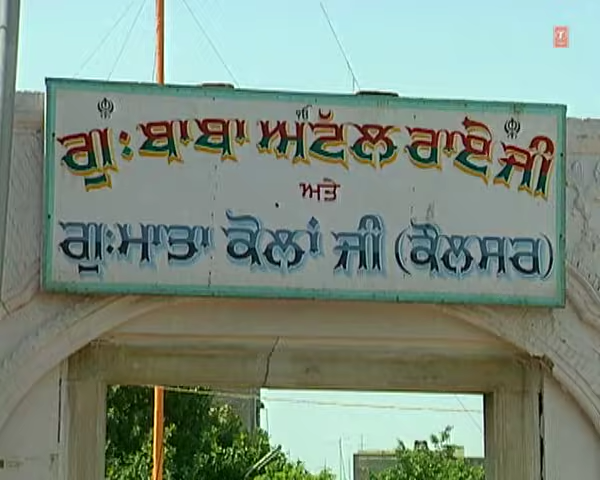 ਗੁ: ਬਾਬਾ ਅਟੱਲ ਰਾਏ ਜੀ
ਅਤੇ
ਗੁ: ਮਾਤਾ ਕੌਲਾਂ ਜੀ (ਕੌਲਸਰ)